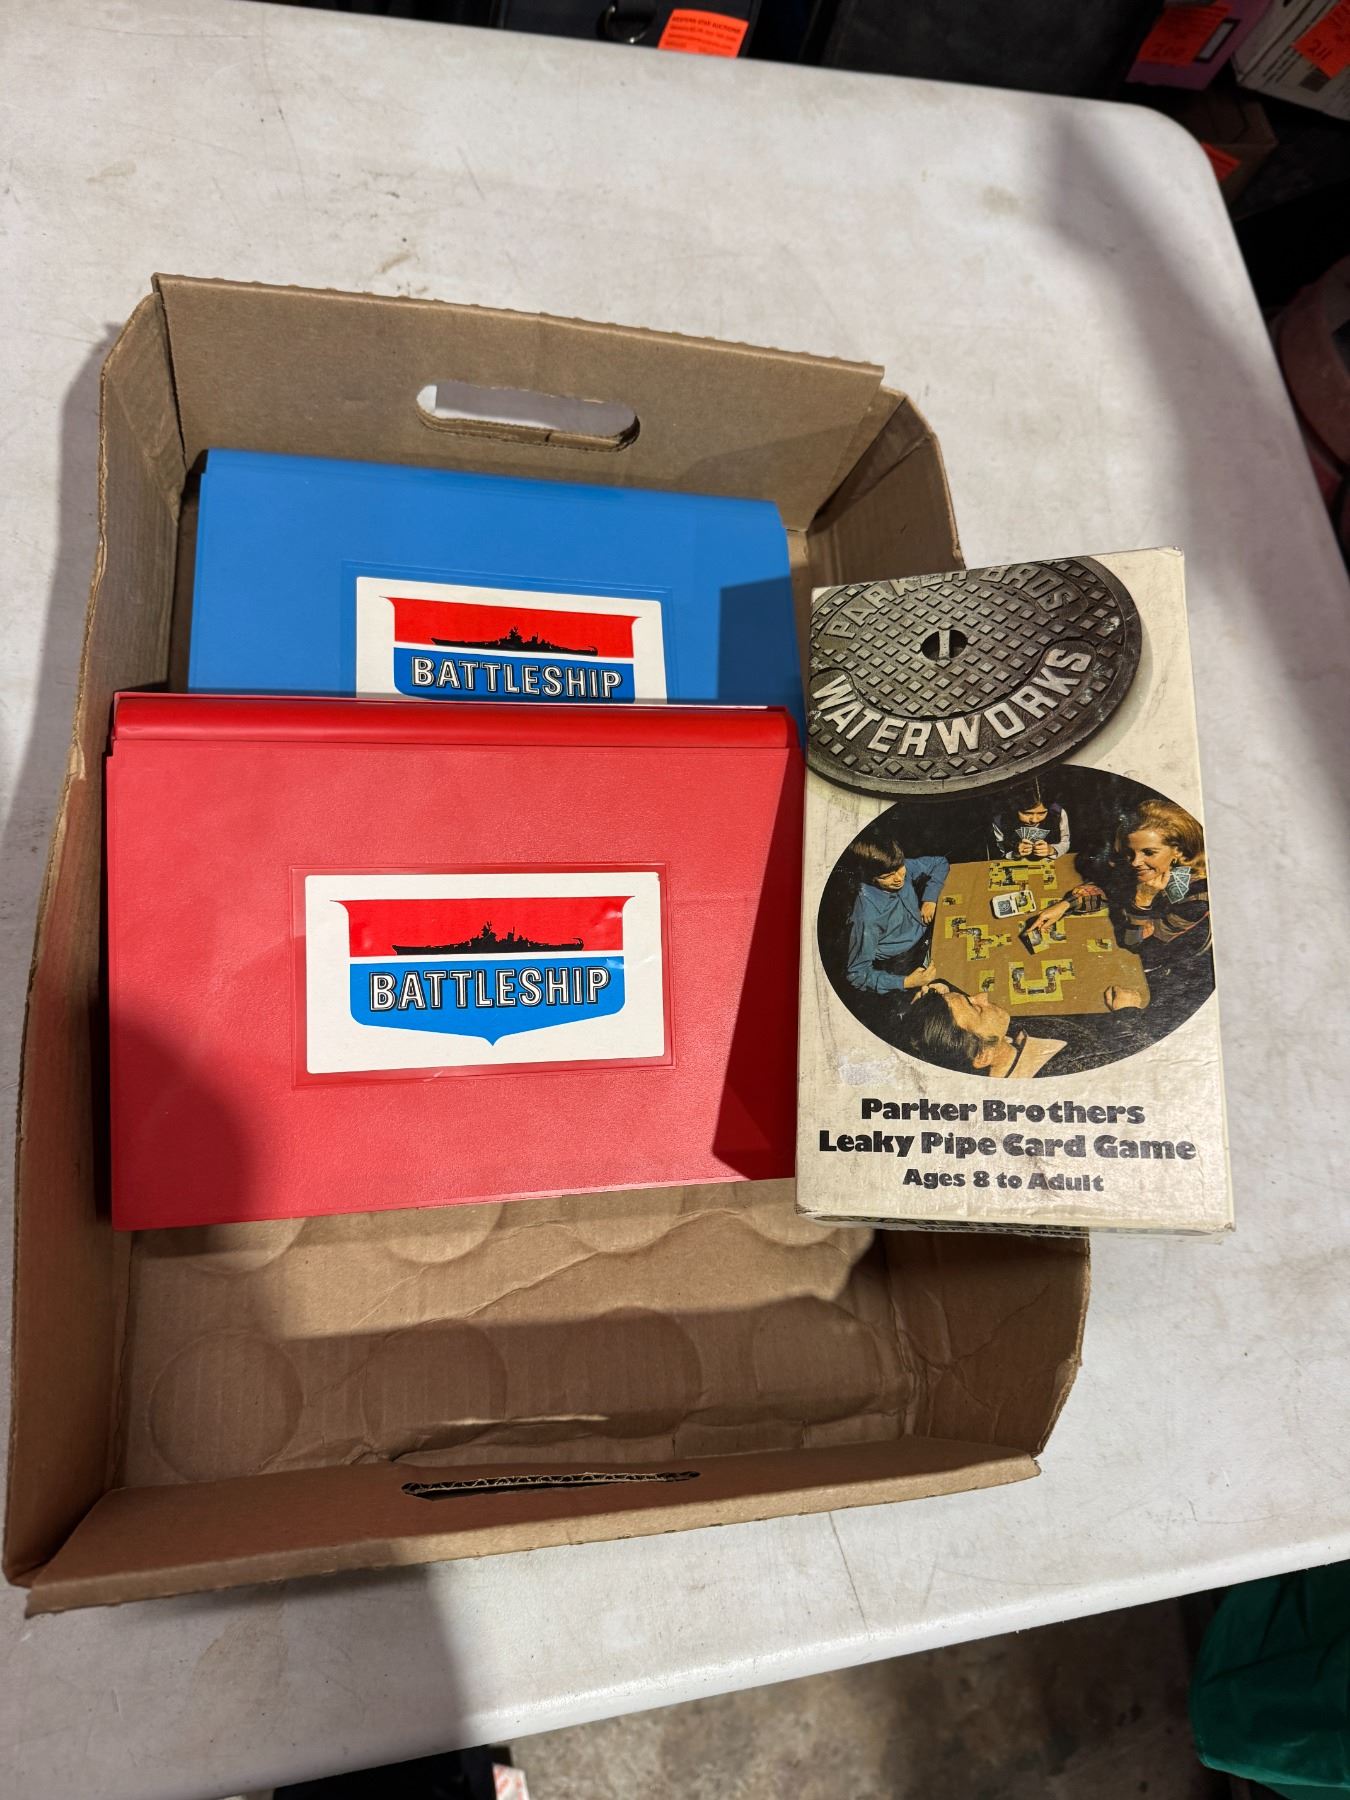 BATTLESHIP
BATTLESHIP
PARKER BROS
WATERWORKS
Parker Brothers
Leaky Pipe Card Game
Ages 8 to Adult